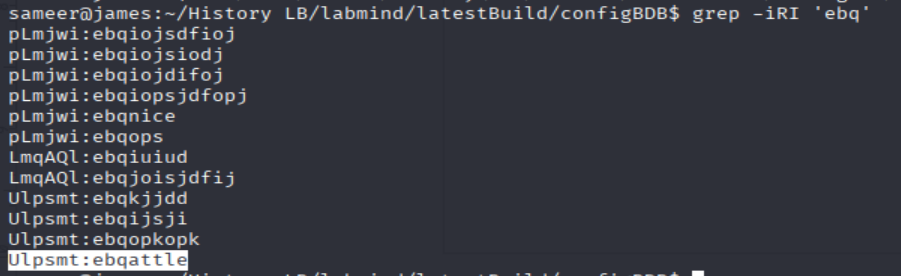 sameer@james:~/History LB/labmind/latestBuild/configBDB$ grep -iRI 'ebq'
pLmjwi:ebqiojsdfioj
pLmjwi:ebqiojsiodj
pLmjwi:ebqiojdifoj
pLmjwi:ebqiopsjdfopj
pLmjwi:ebqnice
pLmjwi:ebqops
LmqAQl:ebqiuiud
LmqAQl:ebqjoisjdfij
Ulpsmt:ebqkjjdd
Ulpsmt:ebqijsji
Ulpsmt:ebqopkopk
Ulpsmt:ebqattle